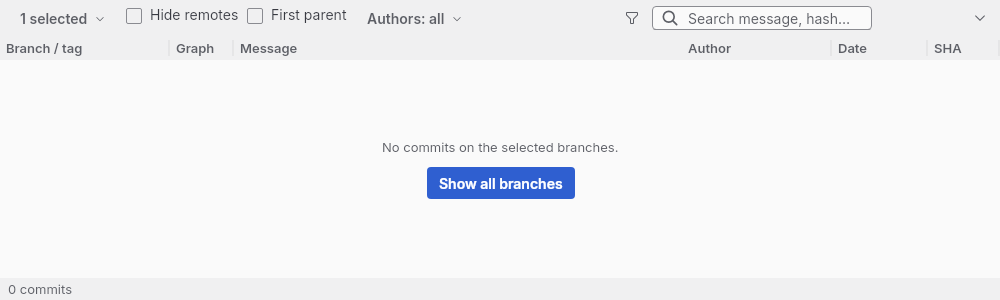 1 selected Hide remotes First parent Authors: all Search message, hash...
Branch / tag Graph Message Author Date SHA
No commits on the selected branches.
Show all branches
0 commits